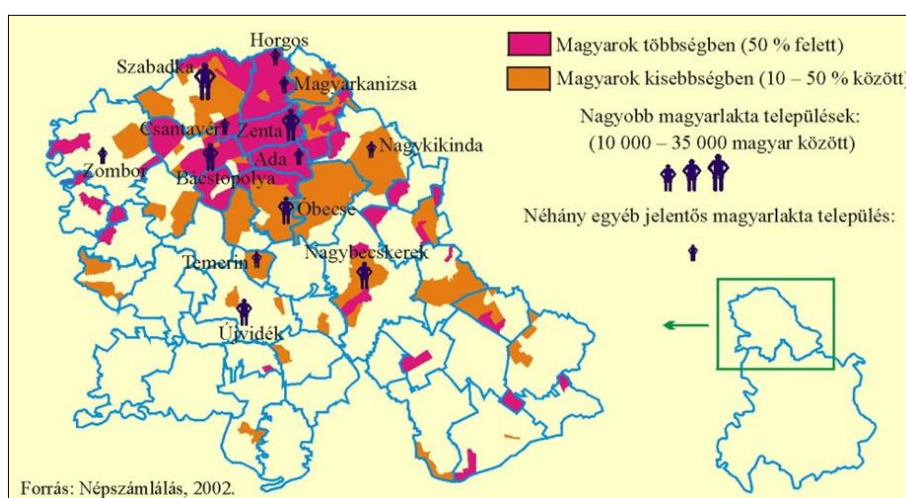 Horgos
Szabadka
Magyarkanizsa
Csantavér
Zenta
Ada
Nagykikinda
Zombor
Bácstopolya
Óbecse
Temerin
Nagybecskerek
Újvidék
Magyarok többségben (50 % felett)
Magyarok kisebbségben (10 – 50 % között)
Nagyobb magyarlakta települések:
(10 000 – 35 000 magyar között)
Néhány egyéb jelentős magyarlakta település:
Forrás: Népszámlálás, 2002.